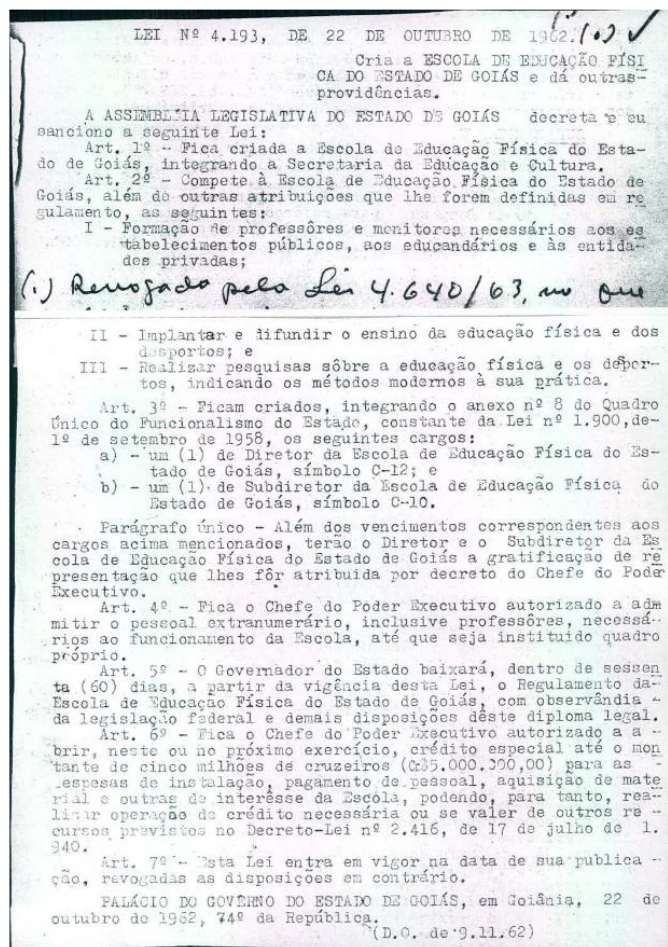 LEI Nº 4.193, DE 22 DE OUTUBRO DE 1962.
Cria a ESCOLA DE EDUCAÇÃO FÍSI
CA DO ESTADO DE GOIÁS e dá outras
providências.
A ASSEMBLÉIA LEGISLATIVA DO ESTADO DE GOIÁS decreta e eu
sanciono a seguinte Lei:
Art. 1º - Fica criada a Escola de Educação Física do Esta-
do de Goiás, integrando a Secretaria da Educação e Cultura.
Art. 2º - Compete à Escola de Educação Física do Estado de
Goiás, além de outras atribuições que lhe forem definidas em re
gulamento, as seguintes:
I - Formação de professôres e monitores necessários aos es
tabelecimentos públicos, aos educandários e às entida-
des privadas;
(.) Revogado pela Lei 4.640/63, no que
II - Implantar e difundir o ensino da educação física e dos
desportos; e
III - Realizar pesquisas sôbre a educação física e os despor-
tos, indicando os métodos modernos à sua prática.
Art. 3º - Ficam criados, integrando o anexo nº 8 do Quadro
Único do Funcionalismo do Estado, constante da Lei nº 1.900,de-
1º de setembro de 1958, os seguintes cargos:
a) - um (1) de Diretor da Escola de Educação Física do Es-
tado de Goiás, símbolo C-12; e
b) - um (1) de Subdiretor da Escola de Educação Física do
Estado de Goiás, símbolo C-10.
Parágrafo único - Além dos vencimentos correspondentes aos
cargos acima mencionados, terão o Diretor e o Subdiretor da Es
cola de Educação Física do Estado de Goiás a gratificação de re
presentação que lhes fôr atribuida por decreto do Chefe do Poder
Executivo.
Art. 4º - Fica o Chefe do Poder Executivo autorizado a adm
mitir o pessoal extranumerário, inclusive professôres, necessá-
rios ao funcionamento da Escola, até que seja instituído quadro
próprio.
Art. 5º - O Governador do Estado baixará, dentro de sessen
ta (60) dias, a partir da vigência desta Lei, o Regulamento da-
Escola de Educação Física do Estado de Goiás, com observândia -
da legislação federal e demais disposições dêste diploma legal.
Art. 6º - Fica o Chefe do Poder Executivo autorizado a a -
brir, neste ou no próximo exercício, crédito especial até o mon
tante de cinco milhões de cruzeiros (Cr$5.000.000,00) para as -
despesas de instalação, pagamento de pessoal, aquisição de mate
rial e outras de interêsse da Escola, podendo, para tanto, rea-
lizar operação de crédito necessária ou se valer de outros re -
cursos previstos no Decreto-Lei nº 2.416, de 17 de julho de 1.
940.
Art. 7º - Esta Lei entra em vigor na data de sua publica -
ção, revogadas as disposições em contrário.
PALÁCIO DO GOVÊRNO DO ESTADO DE GOIÁS, em Goiânia, 22 de
outubro de 1962, 74º da República.
(D.O. de 9.11.62)